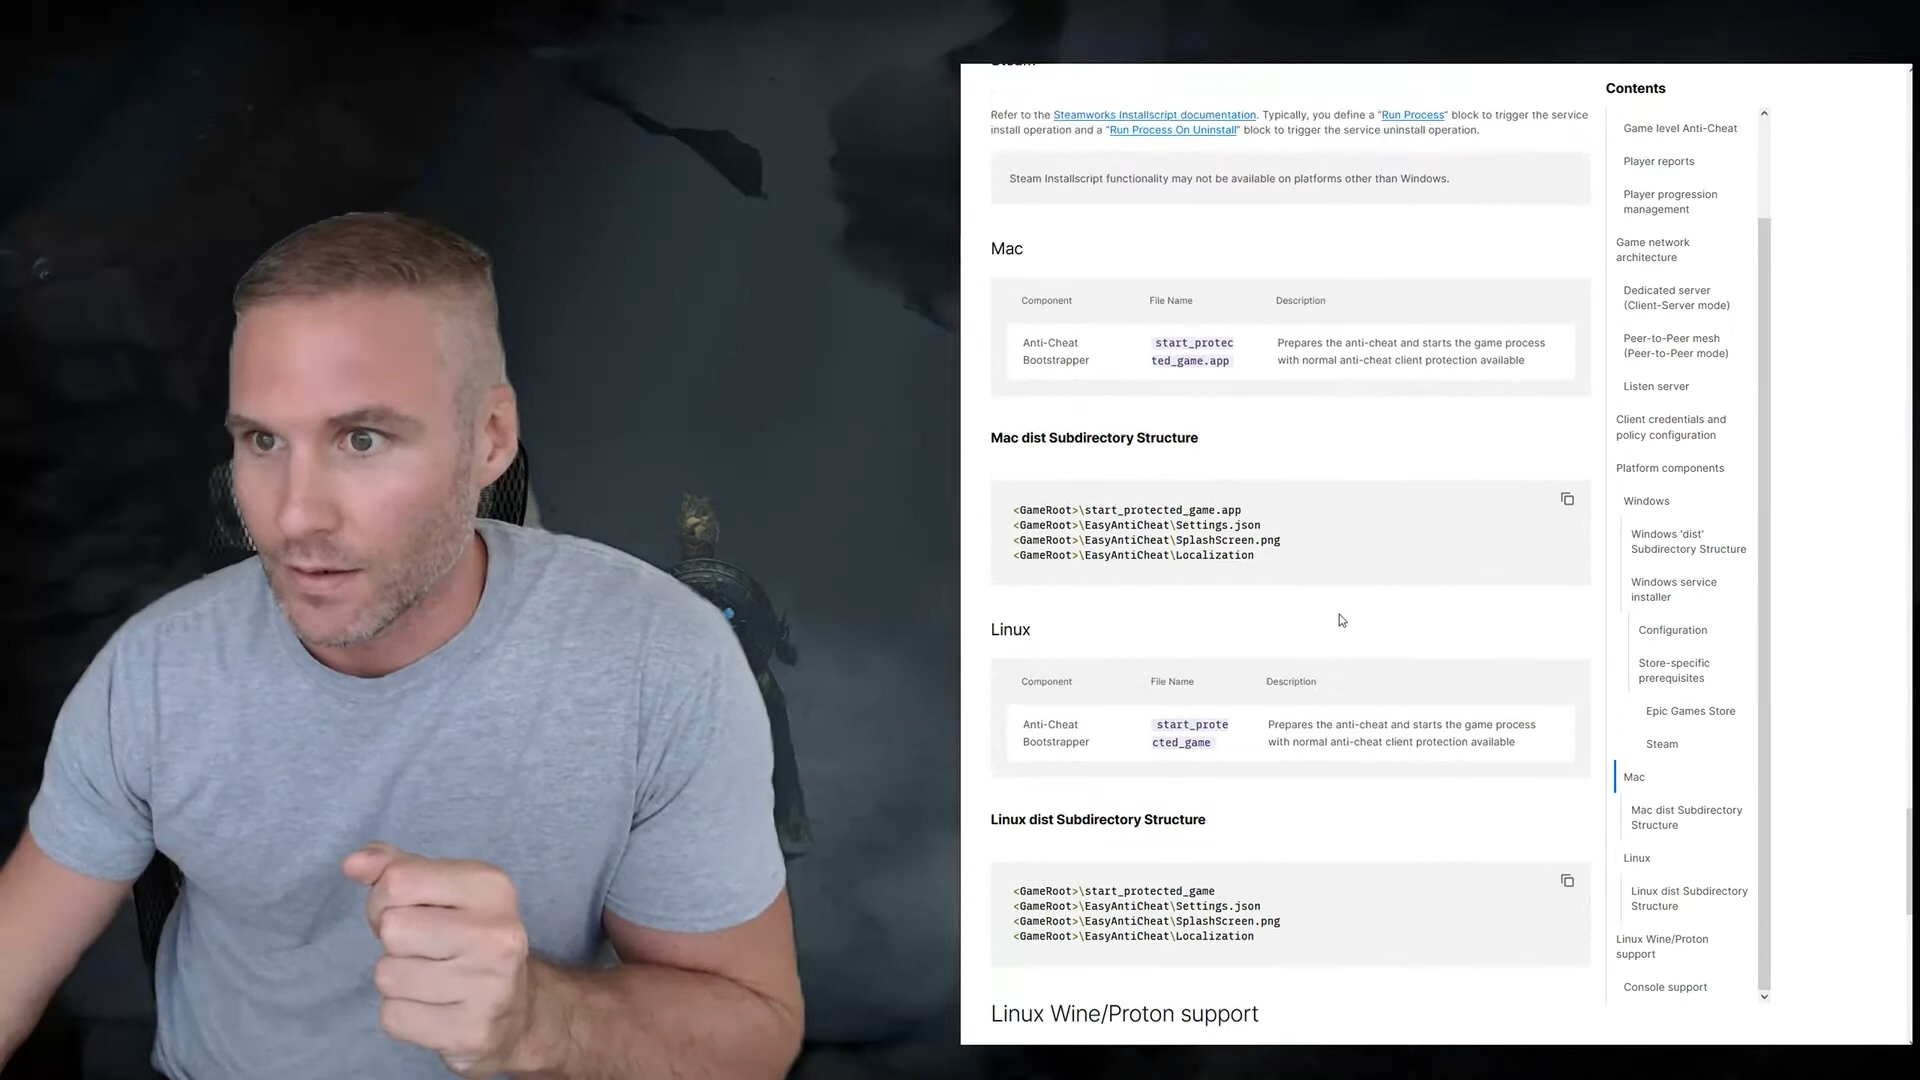 Steam
Refer to the Steamworks Installscript documentation. Typically, you define a "Run Process" block to trigger the service
install operation and a "Run Process On Uninstall" block to trigger the service uninstall operation.
Steam Installscript functionality may not be available on platforms other than Windows.
Mac
Component File Name Description
Anti-Cheat start_protec Prepares the anti-cheat and starts the game process
Bootstrapper ted_game.app with normal anti-cheat client protection available
Mac dist Subdirectory Structure
<GameRoot>\start_protected_game.app
<GameRoot>\EasyAntiCheat\Settings.json
<GameRoot>\EasyAntiCheat\SplashScreen.png
<GameRoot>\EasyAntiCheat\Localization
Linux
Component File Name Description
Anti-Cheat start_prote Prepares the anti-cheat and starts the game process
Bootstrapper cted_game with normal anti-cheat client protection available
Linux dist Subdirectory Structure
<GameRoot>\start_protected_game
<GameRoot>\EasyAntiCheat\Settings.json
<GameRoot>\EasyAntiCheat\SplashScreen.png
<GameRoot>\EasyAntiCheat\Localization
Linux Wine/Proton support
Contents
Game level Anti-Cheat
Player reports
Player progression
management
Game network
architecture
Dedicated server
(Client-Server mode)
Peer-to-Peer mesh
(Peer-to-Peer mode)
Listen server
Client credentials and
policy configuration
Platform components
Windows
Windows 'dist'
Subdirectory Structure
Windows service
installer
Configuration
Store-specific
prerequisites
Epic Games Store
Steam
Mac
Mac dist Subdirectory
Structure
Linux
Linux dist Subdirectory
Structure
Linux Wine/Proton
support
Console support